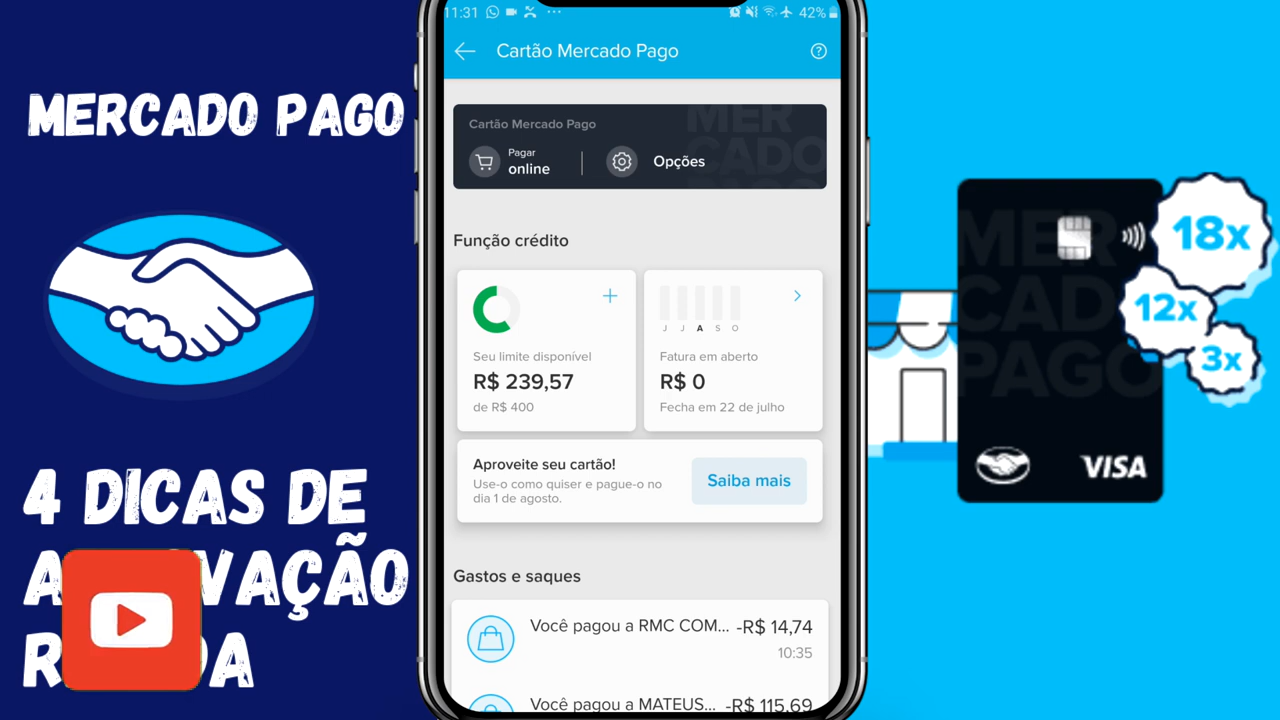 MERCADO PAGO
4 DICAS DE
11:31
42%
Cartão Mercado Pago
Cartão Mercado Pago
Pagar
online
Opções
Função crédito
Seu limite disponível
R$ 239,57
de R$ 400
J J A S O
Fatura em aberto
R$ 0
Fecha em 22 de julho
Aproveite seu cartão!
Use-o como quiser e pague-o no
dia 1 de agosto.
Saiba mais
Gastos e saques
Você pagou a RMC COM... -R$ 14,74
10:35
Você pagou a MATEUS... -R$ 115,69
MER
CADO
PAGO
VISA
18x
12x
3x